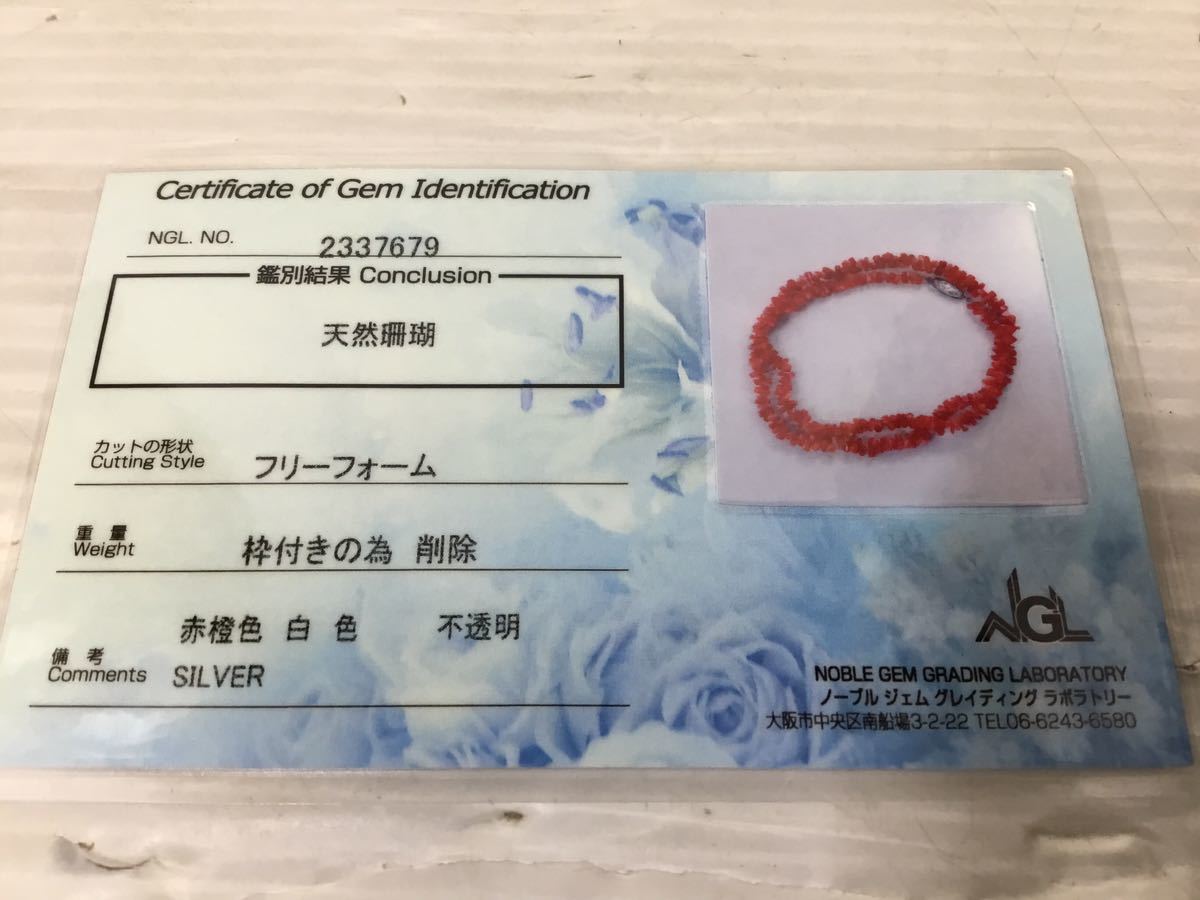 Certificate of Gem Identification
NGL. NO. 2337679
鑑別結果 Conclusion
天然珊瑚
カットの形状
Cutting Style フリーフォーム
重量
Weight 枠付きの為 削除
赤橙色 白 色 不透明
備考
Comments SILVER
NGL
NOBLE GEM GRADING LABORATORY
ノーブル ジェム グレイディング ラボラトリー
大阪市中央区南船場3-2-22 TEL06-6243-6580